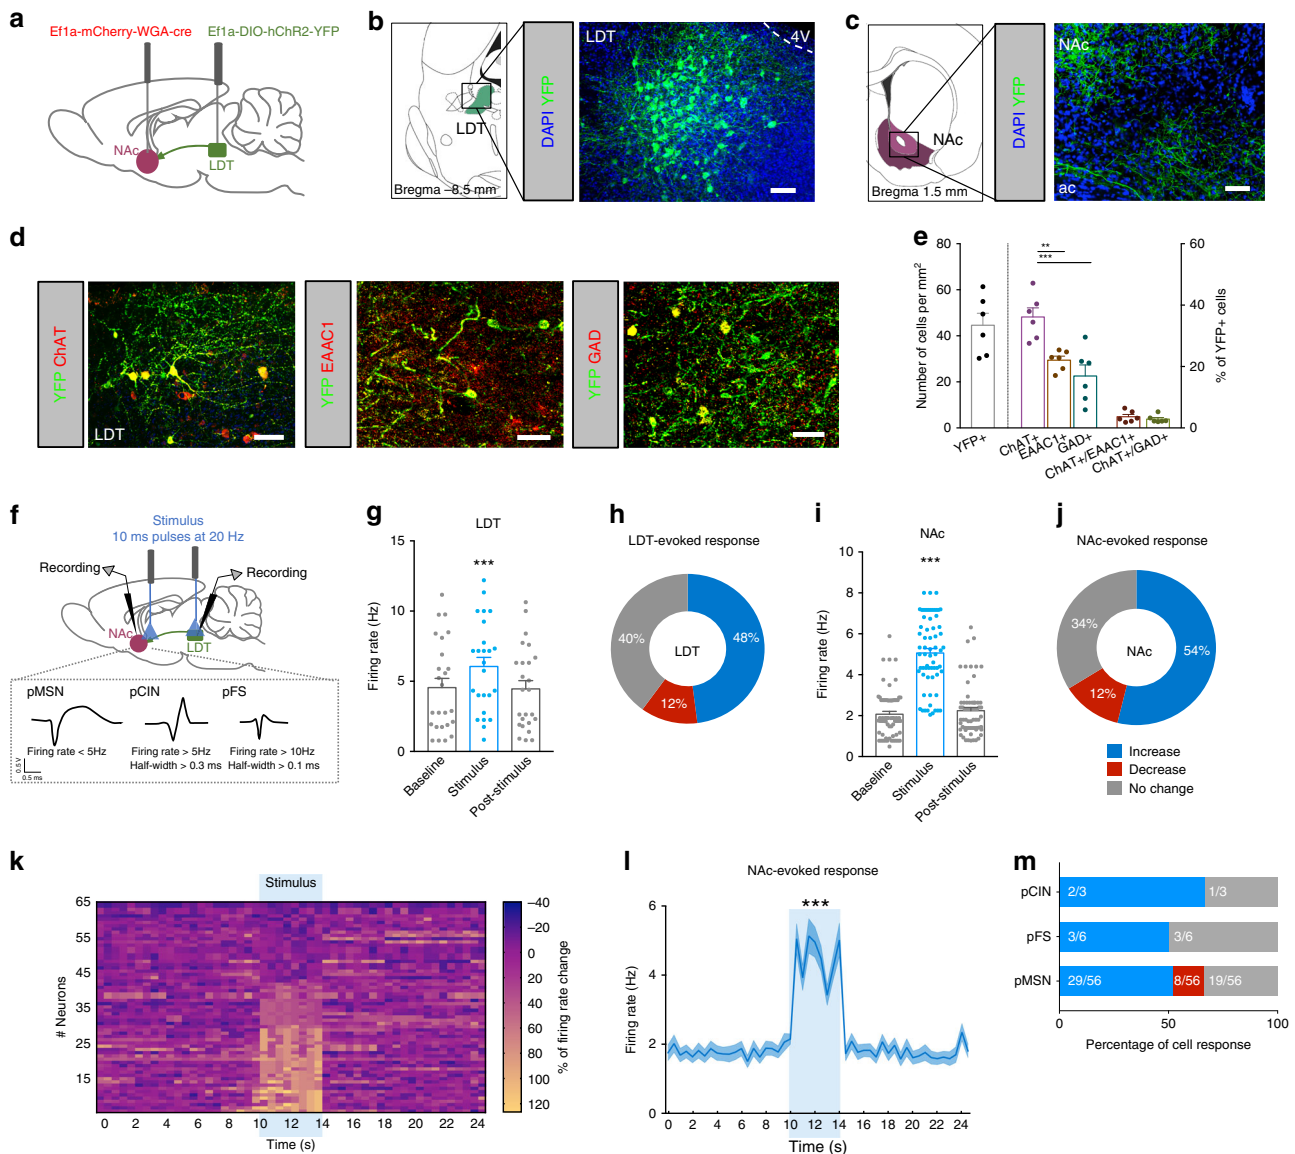 a
Ef1a-mCherry-WGA-cre
Ef1a-DIO-hChR2-YFP
NAc
LDT
b
LDT
Bregma –8.5 mm
DAPI YFP
LDT
4V
c
NAc
Bregma 1.5 mm
DAPI YFP
NAc
ac
d
YFP ChAT
LDT
YFP EAAC1
YFP GAD
e
Number of cells per mm²
80
60
40
20
0
**
***
60
40
20
0
% of YFP+ cells
YFP+
ChAT+
EAAC1+
GAD+
ChAT+/EAAC1+
ChAT+/GAD+
f
Stimulus
10 ms pulses at 20 Hz
Recording
Recording
NAc
LDT
pMSN
pCIN
pFS
Firing rate < 5Hz
Firing rate > 5Hz
Half-width > 0.3 ms
Firing rate > 10Hz
Half-width > 0.1 ms
0.5 V
0.5 ms
g
LDT
Firing rate (Hz)
15
10
5
0
***
Baseline
Stimulus
Post-stimulus
h
LDT-evoked response
40%
48%
12%
LDT
i
NAc
Firing rate (Hz)
10
8
6
4
2
0
***
Baseline
Stimulus
Post-stimulus
j
NAc-evoked response
34%
54%
12%
NAc
Increase
Decrease
No change
k
Stimulus
# Neurons
65
55
45
35
25
15
0 2 4 6 8 10 12 14 16 18 20 22 24
Time (s)
–40
–20
0
20
40
60
80
100
120
% of firing rate change
l
NAc-evoked response
***
Firing rate (Hz)
6
4
2
0
0 2 4 6 8 10 12 14 16 18 20 22 24
Time (s)
m
pCIN
2/3
1/3
pFS
3/6
3/6
pMSN
29/56
8/56
19/56
0
50
100
Percentage of cell response